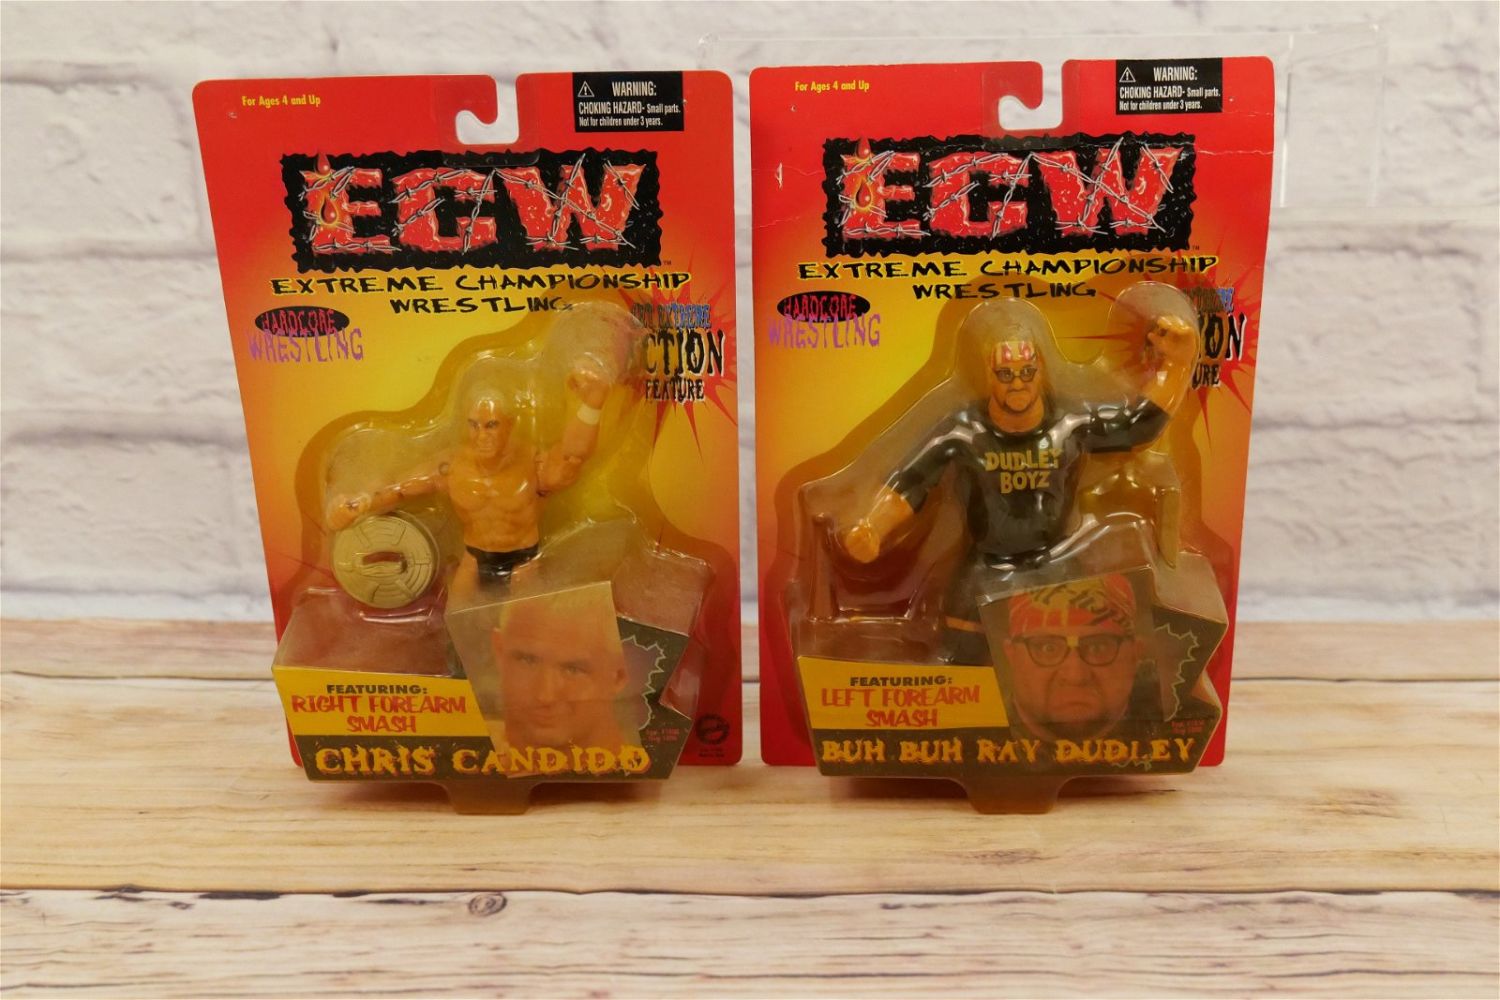 For Ages 4 and Up
WARNING:
CHOKING HAZARD- Small parts.
Not for children under 3 years.
ECW
TM
EXTREME CHAMPIONSHIP
WRESTLING
HARDCORE
WRESTLING
EXTREME
ACTION
FEATURE
FEATURING:
RIGHT FOREARM
SMASH
CHRIS CANDIDO
For Ages 4 and Up
WARNING:
CHOKING HAZARD- Small parts.
Not for children under 3 years.
ECW
TM
EXTREME CHAMPIONSHIP
WRESTLING
HARDCORE
WRESTLING
DUDLEY
BOYZ
FEATURING:
LEFT FOREARM
SMASH
BUH BUH RAY DUDLEY